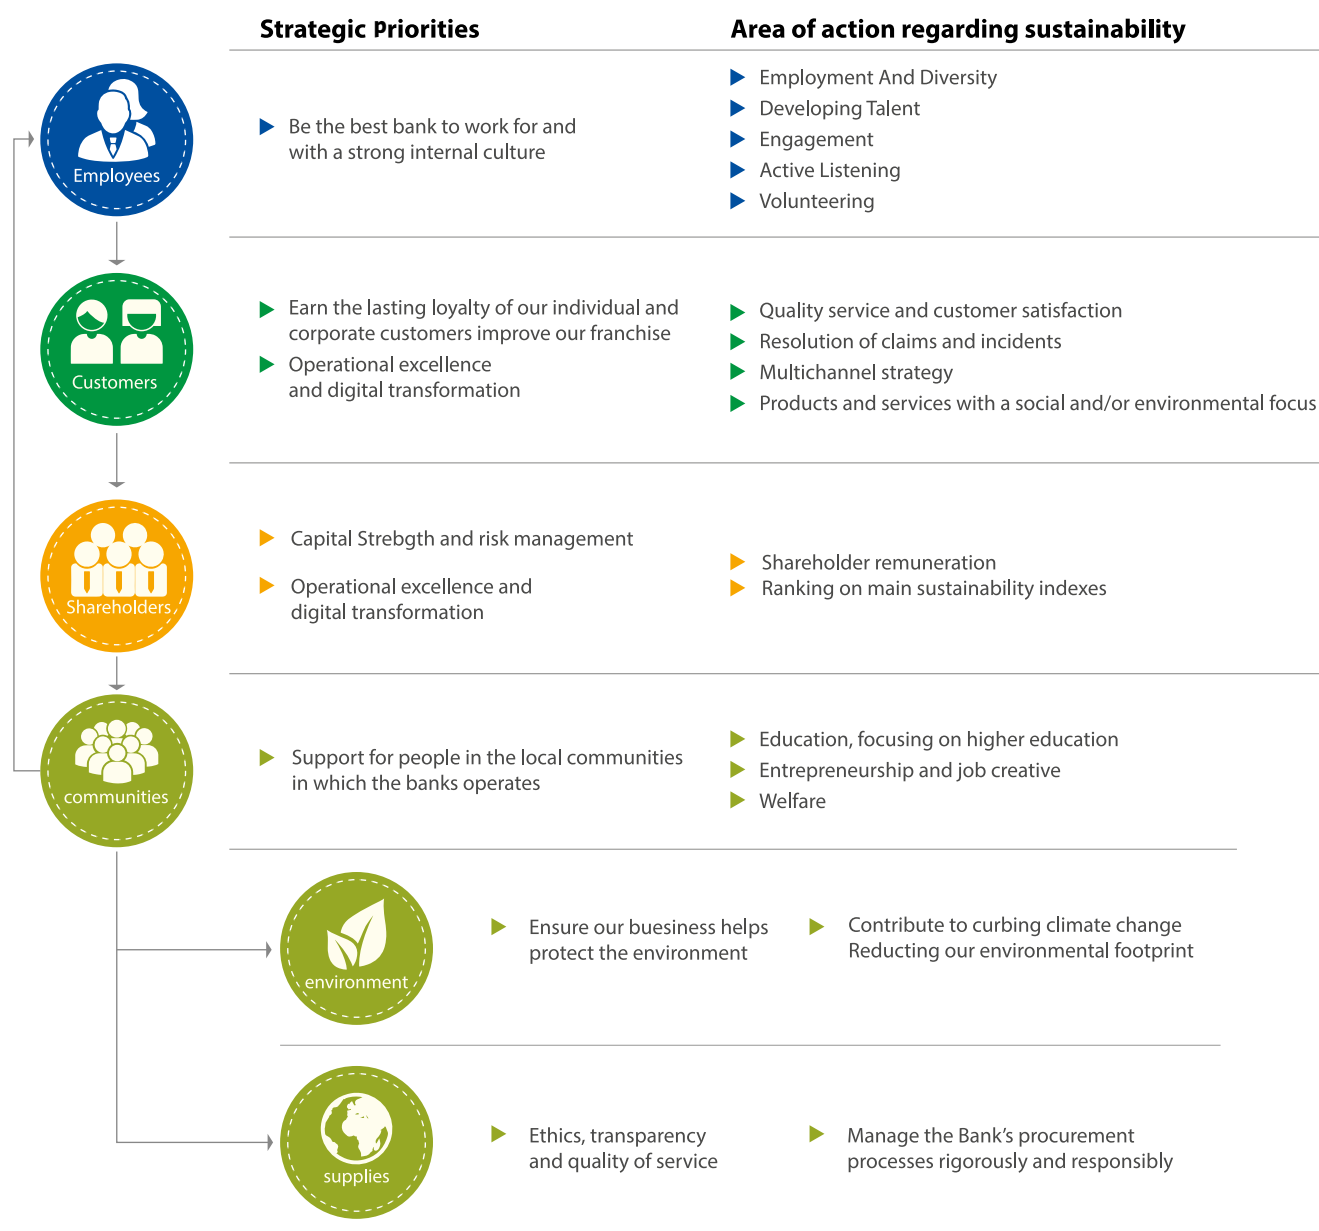 Strategic Priorities
Area of action regarding sustainability
Employees
Be the best bank to work for and
with a strong internal culture
Employment And Diversity
Developing Talent
Engagement
Active Listening
Volunteering
Customers
Earn the lasting loyalty of our individual and
corporate customers improve our franchise
Operational excellence
and digital transformation
Quality service and customer satisfaction
Resolution of claims and incidents
Multichannel strategy
Products and services with a social and/or environmental focus
Shareholders
Capital Strebgth and risk management
Operational excellence and
digital transformation
Shareholder remuneration
Ranking on main sustainability indexes
communities
Support for people in the local communities
in which the banks operates
Education, focusing on higher education
Entrepreneurship and job creative
Welfare
environment
Ensure our buesiness helps
protect the environment
Contribute to curbing climate change
Reducting our environmental footprint
supplies
Ethics, transparency
and quality of service
Manage the Bank's procurement
processes rigorously and responsibly